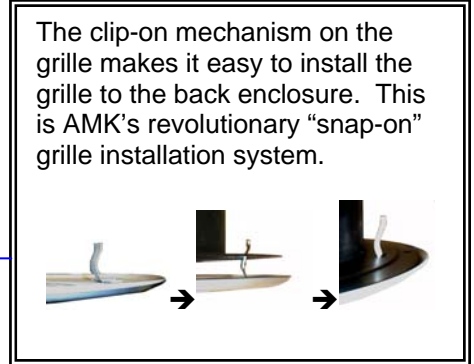 The clip-on mechanism on the
grille makes it easy to install the
grille to the back enclosure.  This
is AMK's revolutionary “snap-on”
grille installation system.